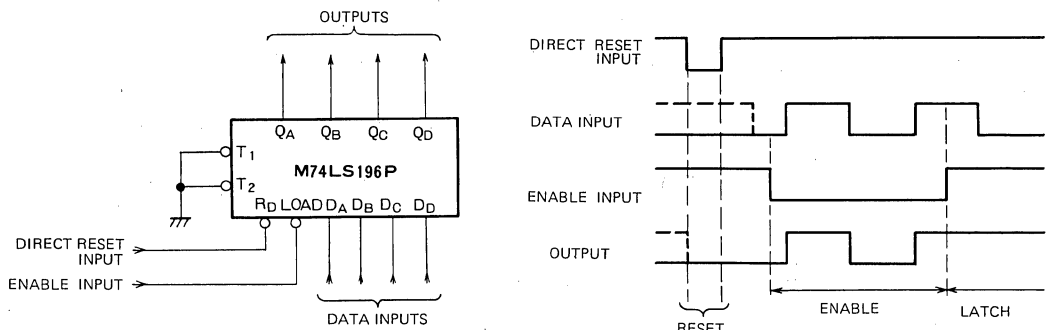 OUTPUTS
QA QB QC QD
T1
M74LS196P
T2
RD LOAD DA DB DC DD
DIRECT RESET
INPUT
ENABLE INPUT
DATA INPUTS
DIRECT RESET
INPUT
DATA INPUT
ENABLE INPUT
OUTPUT
RESET
ENABLE
LATCH